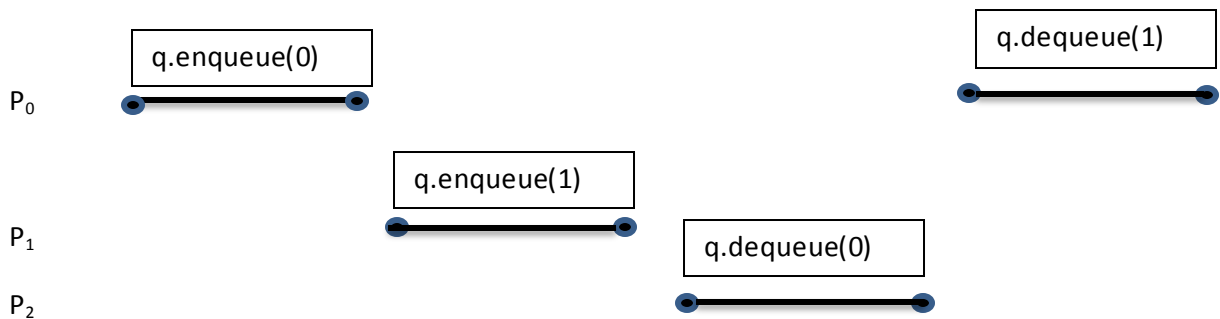 q.enqueue(0)
q.dequeue(1)
P₀
q.enqueue(1)
P₁
q.dequeue(0)
P₂